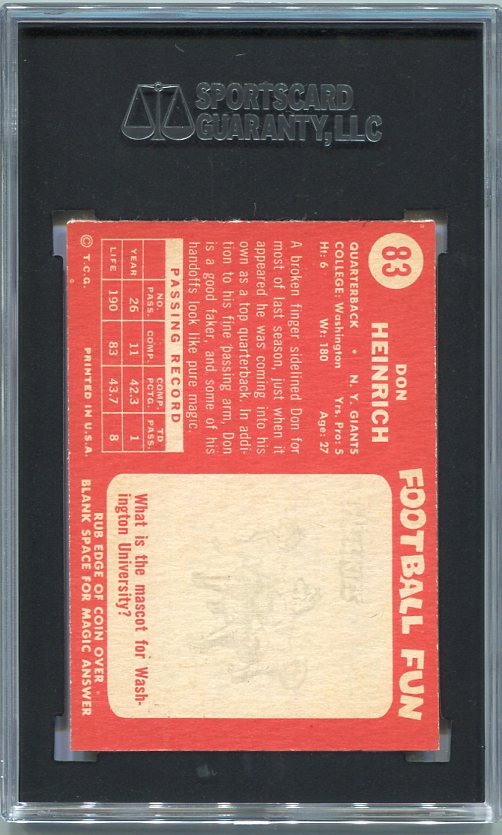 SPORTSCARD
GUARANTY, LLC
83
DON
HEINRICH
QUARTERBACK • N. Y. GIANTS
COLLEGE: Washington Yrs. Pro: 5
Ht: 6 Wt: 180 Age: 27
A broken finger sidelined Don for
most of last season, just when it
appeared he was coming into his
own as a top quarterback. In addi-
tion to his fine passing arm, Don
is a good faker, and some of his
handoffs look like pure magic.
PASSING RECORD
YEAR NO. PASS. COMP. COMP. PCTG. TD PASS.
YEAR 26 11 42.3 1
LIFE 190 83 43.7 8
© T.C.G. PRINTED IN U.S.A.
FOOTBALL FUN
What is the mascot for Wash-
ington University?
RUB EDGE OF COIN OVER
BLANK SPACE FOR MAGIC ANSWER